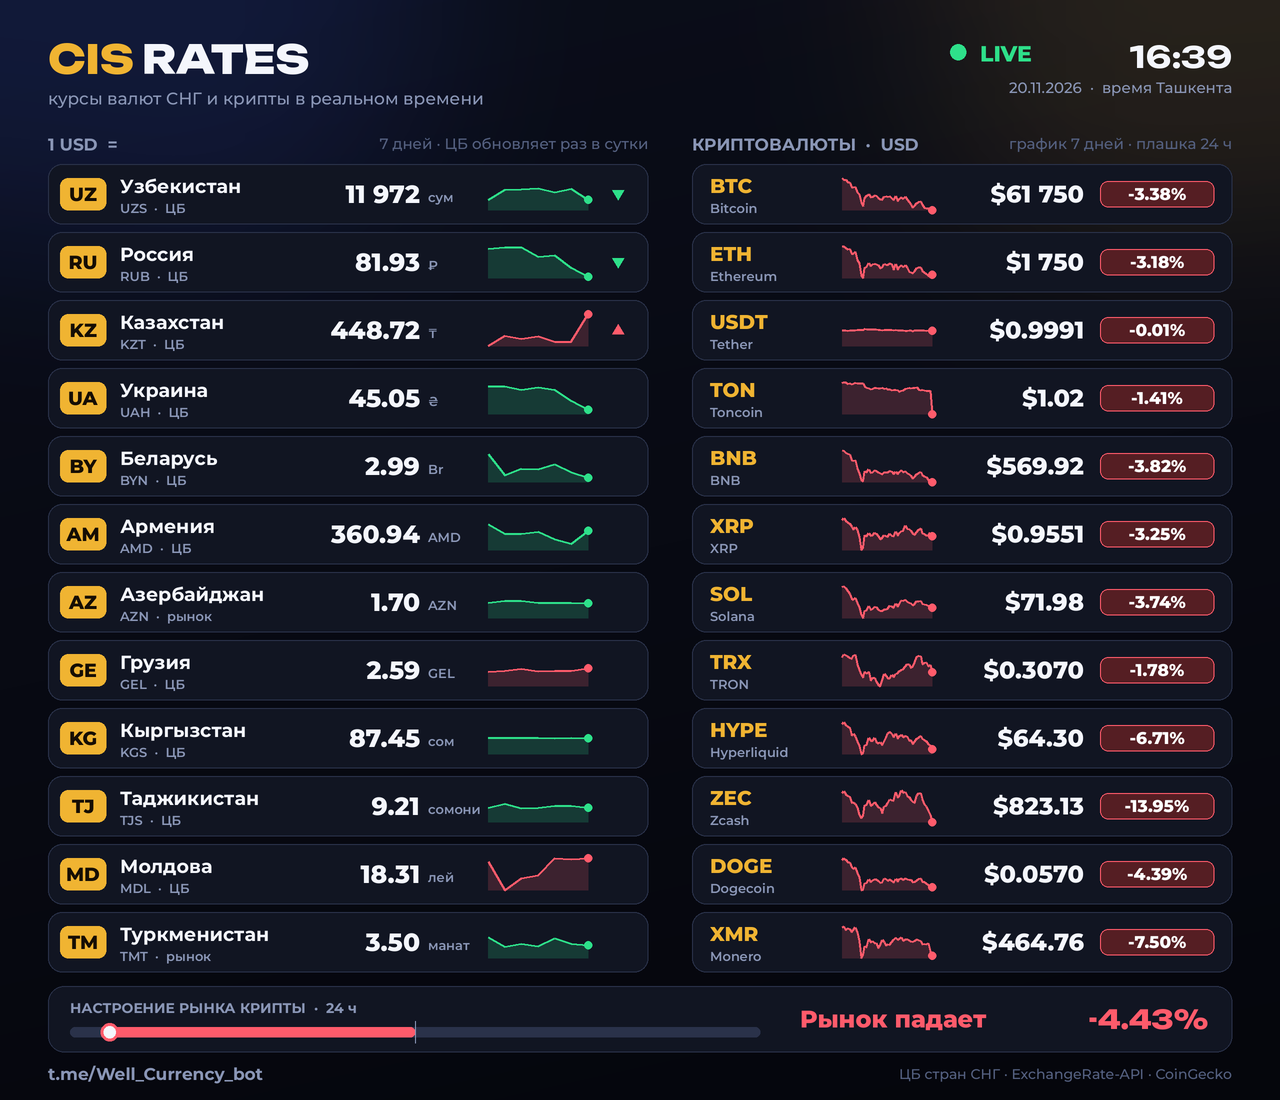 CIS RATES
курсы валют СНГ и крипты в реальном времени
LIVE 16:39
20.11.2026 · время Ташкента
1 USD =
7 дней · ЦБ обновляет раз в сутки
UZ Узбекистан 11 972 сум
UZS · ЦБ
RU Россия 81.93 ₽
RUB · ЦБ
KZ Казахстан 448.72 ₸
KZT · ЦБ
UA Украина 45.05 ₴
UAH · ЦБ
BY Беларусь 2.99 Br
BYN · ЦБ
AM Армения 360.94 AMD
AMD · ЦБ
AZ Азербайджан 1.70 AZN
AZN · рынок
GE Грузия 2.59 GEL
GEL · ЦБ
KG Кыргызстан 87.45 сом
KGS · ЦБ
TJ Таджикистан 9.21 сомони
TJS · ЦБ
MD Молдова 18.31 лей
MDL · ЦБ
TM Туркменистан 3.50 манат
TMT · рынок
КРИПТОВАЛЮТЫ · USD
график 7 дней · плашка 24 ч
BTC $61 750 -3.38%
Bitcoin
ETH $1 750 -3.18%
Ethereum
USDT $0.9991 -0.01%
Tether
TON $1.02 -1.41%
Toncoin
BNB $569.92 -3.82%
BNB
XRP $0.9551 -3.25%
XRP
SOL $71.98 -3.74%
Solana
TRX $0.3070 -1.78%
TRON
HYPE $64.30 -6.71%
Hyperliquid
ZEC $823.13 -13.95%
Zcash
DOGE $0.0570 -4.39%
Dogecoin
XMR $464.76 -7.50%
Monero
НАСТРОЕНИЕ РЫНКА КРИПТЫ · 24 ч
Рынок падает -4.43%
t.me/Well_Currency_bot
ЦБ стран СНГ · ExchangeRate-API · CoinGecko